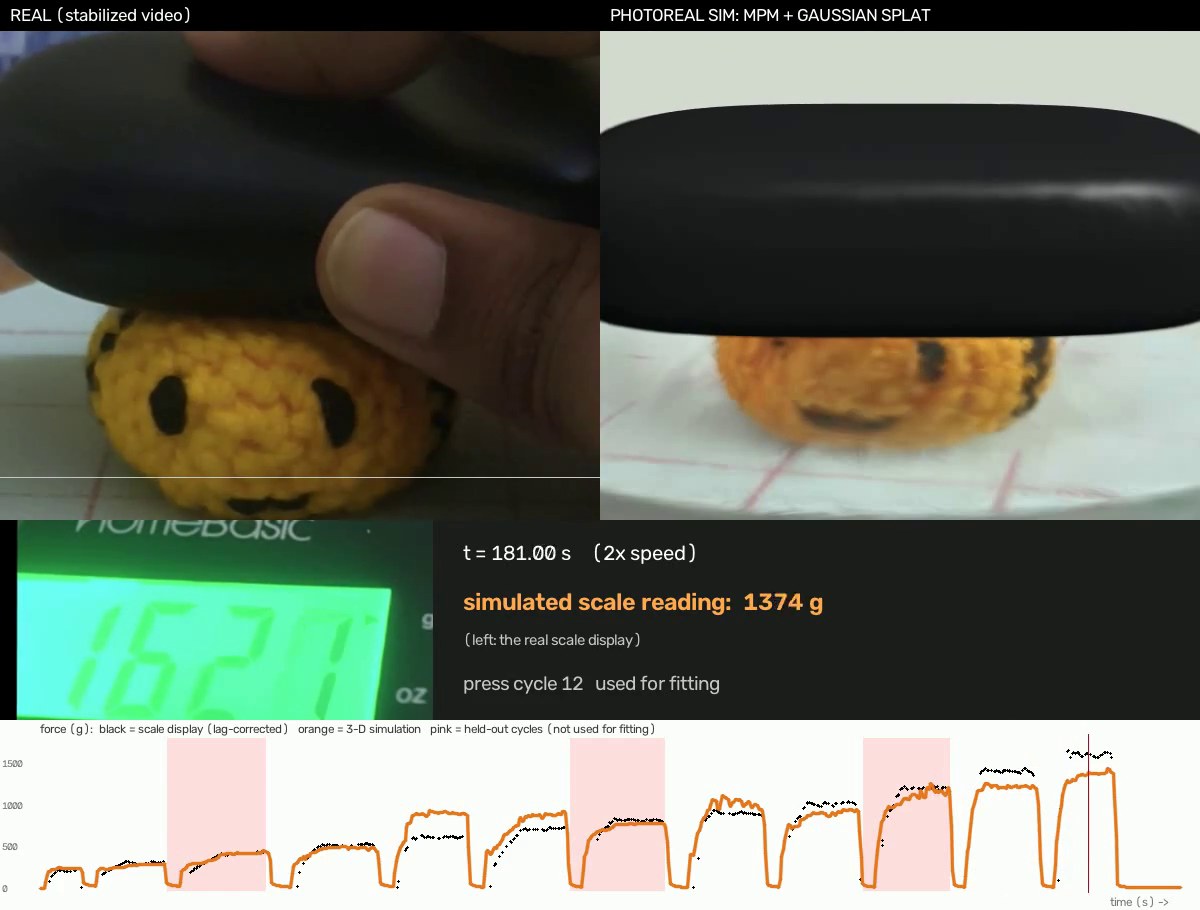 REAL (stabilized video)
PHOTOREAL SIM: MPM + GAUSSIAN SPLAT
HomeBasic
1621
g
oz
t = 181.00 s (2x speed)
simulated scale reading: 1374 g
(left: the real scale display)
press cycle 12 used for fitting
force (g): black = scale display (lag-corrected) orange = 3-D simulation pink = held-out cycles (not used for fitting)
1500
1000
500
0
time (s) ->